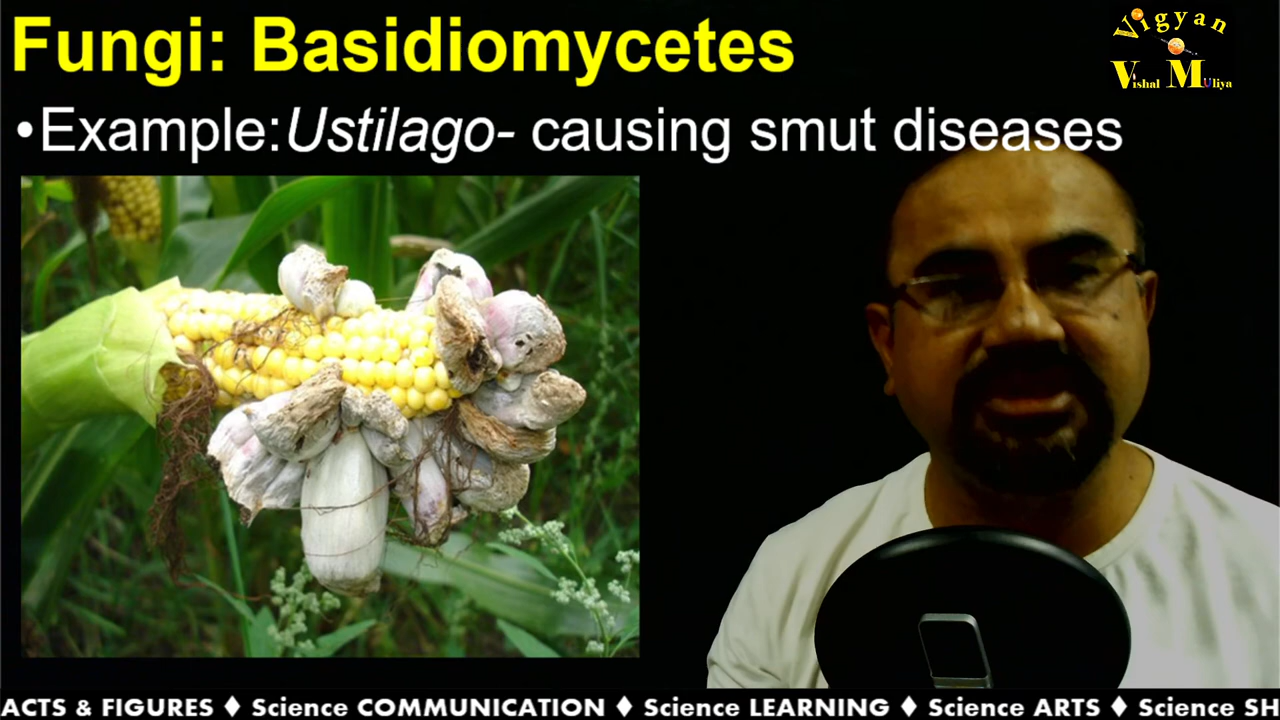 Fungi: Basidiomycetes
Vigyan
Vishal Muliya
•Example:Ustilago- causing smut diseases
ACTS & FIGURES ♦ Science COMMUNICATION ♦ Science LEARNING ♦ Science ARTS ♦ Science SH